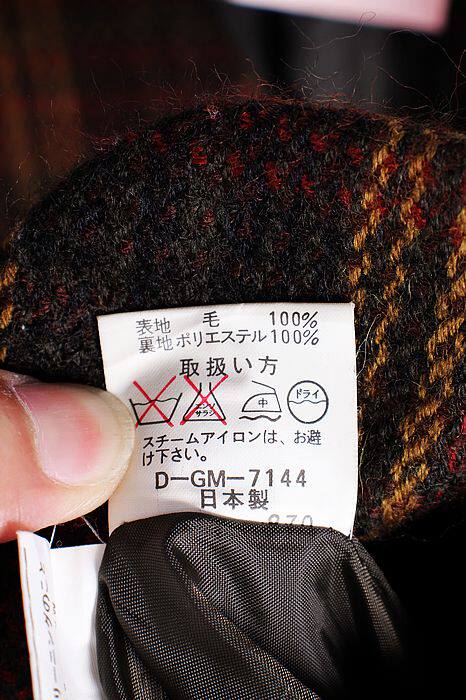 表地 毛 100%
裏地 ポリエステル 100%
取扱い方
エンソ
サラシ
中
ドライ
スチームアイロンは、お避
け下さい。
D-GM-7144
日本製